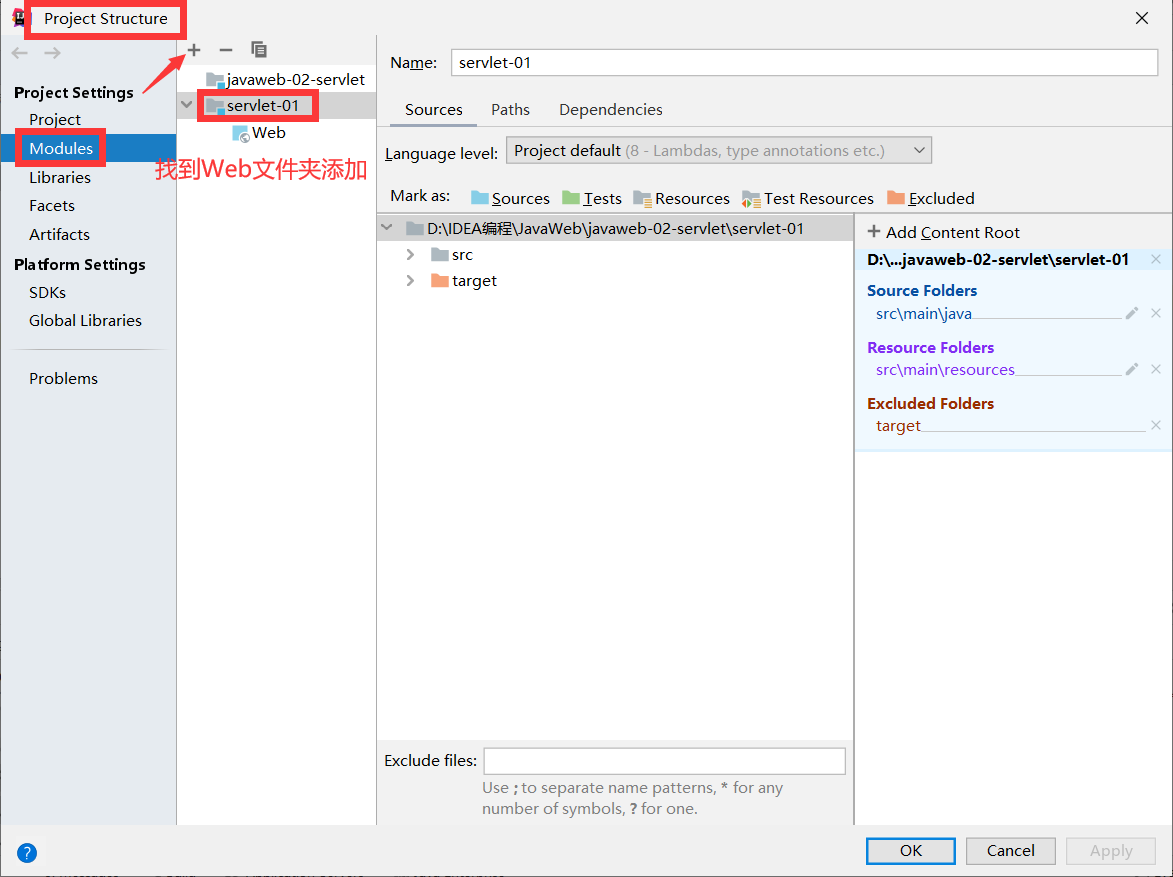 Project Structure
Project Settings
Project
Modules
Libraries
Facets
Artifacts
Platform Settings
SDKs
Global Libraries
Problems
javaweb-02-servlet
servlet-01
Web
找到Web文件夹添加
Name: servlet-01
Sources Paths Dependencies
Language level: Project default (8 - Lambdas, type annotations etc.)
Mark as: Sources Tests Resources Test Resources Excluded
D:\IDEA编程\JavaWeb\javaweb-02-servlet\servlet-01
src
target
+ Add Content Root
D:\...javaweb-02-servlet\servlet-01
Source Folders
src\main\java
Resource Folders
src\main\resources
Excluded Folders
target
Exclude files:
Use ; to separate name patterns, * for any
number of symbols, ? for one.
? OK Cancel Apply